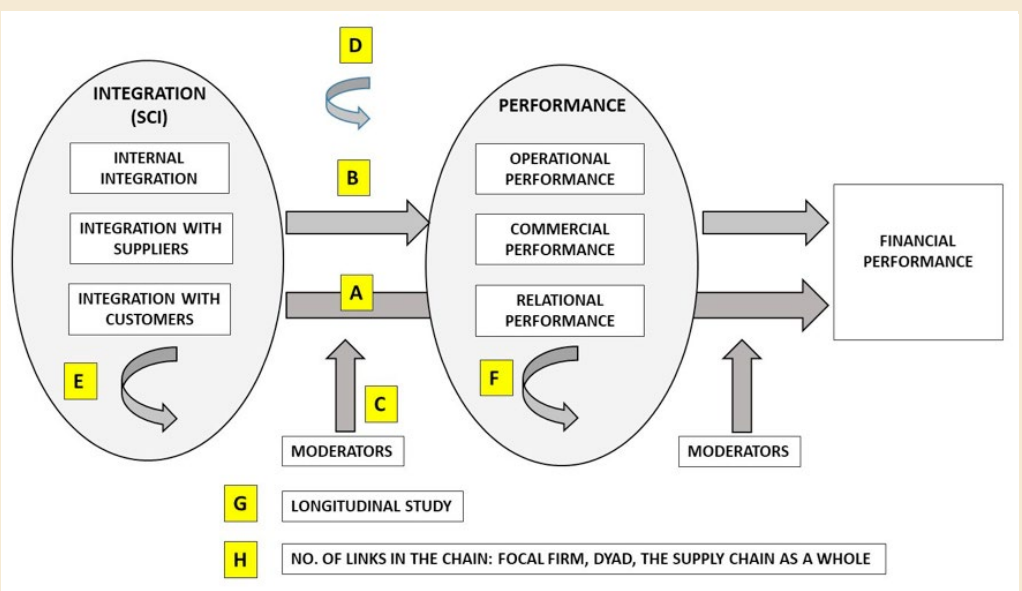 D
INTEGRATION
(SCI)
INTERNAL
INTEGRATION
INTEGRATION WITH
SUPPLIERS
INTEGRATION WITH
CUSTOMERS
E
B
A
C
MODERATORS
PERFORMANCE
OPERATIONAL
PERFORMANCE
COMMERCIAL
PERFORMANCE
RELATIONAL
PERFORMANCE
F
MODERATORS
FINANCIAL
PERFORMANCE
G
LONGITUDINAL STUDY
H
NO. OF LINKS IN THE CHAIN: FOCAL FIRM, DYAD, THE SUPPLY CHAIN AS A WHOLE